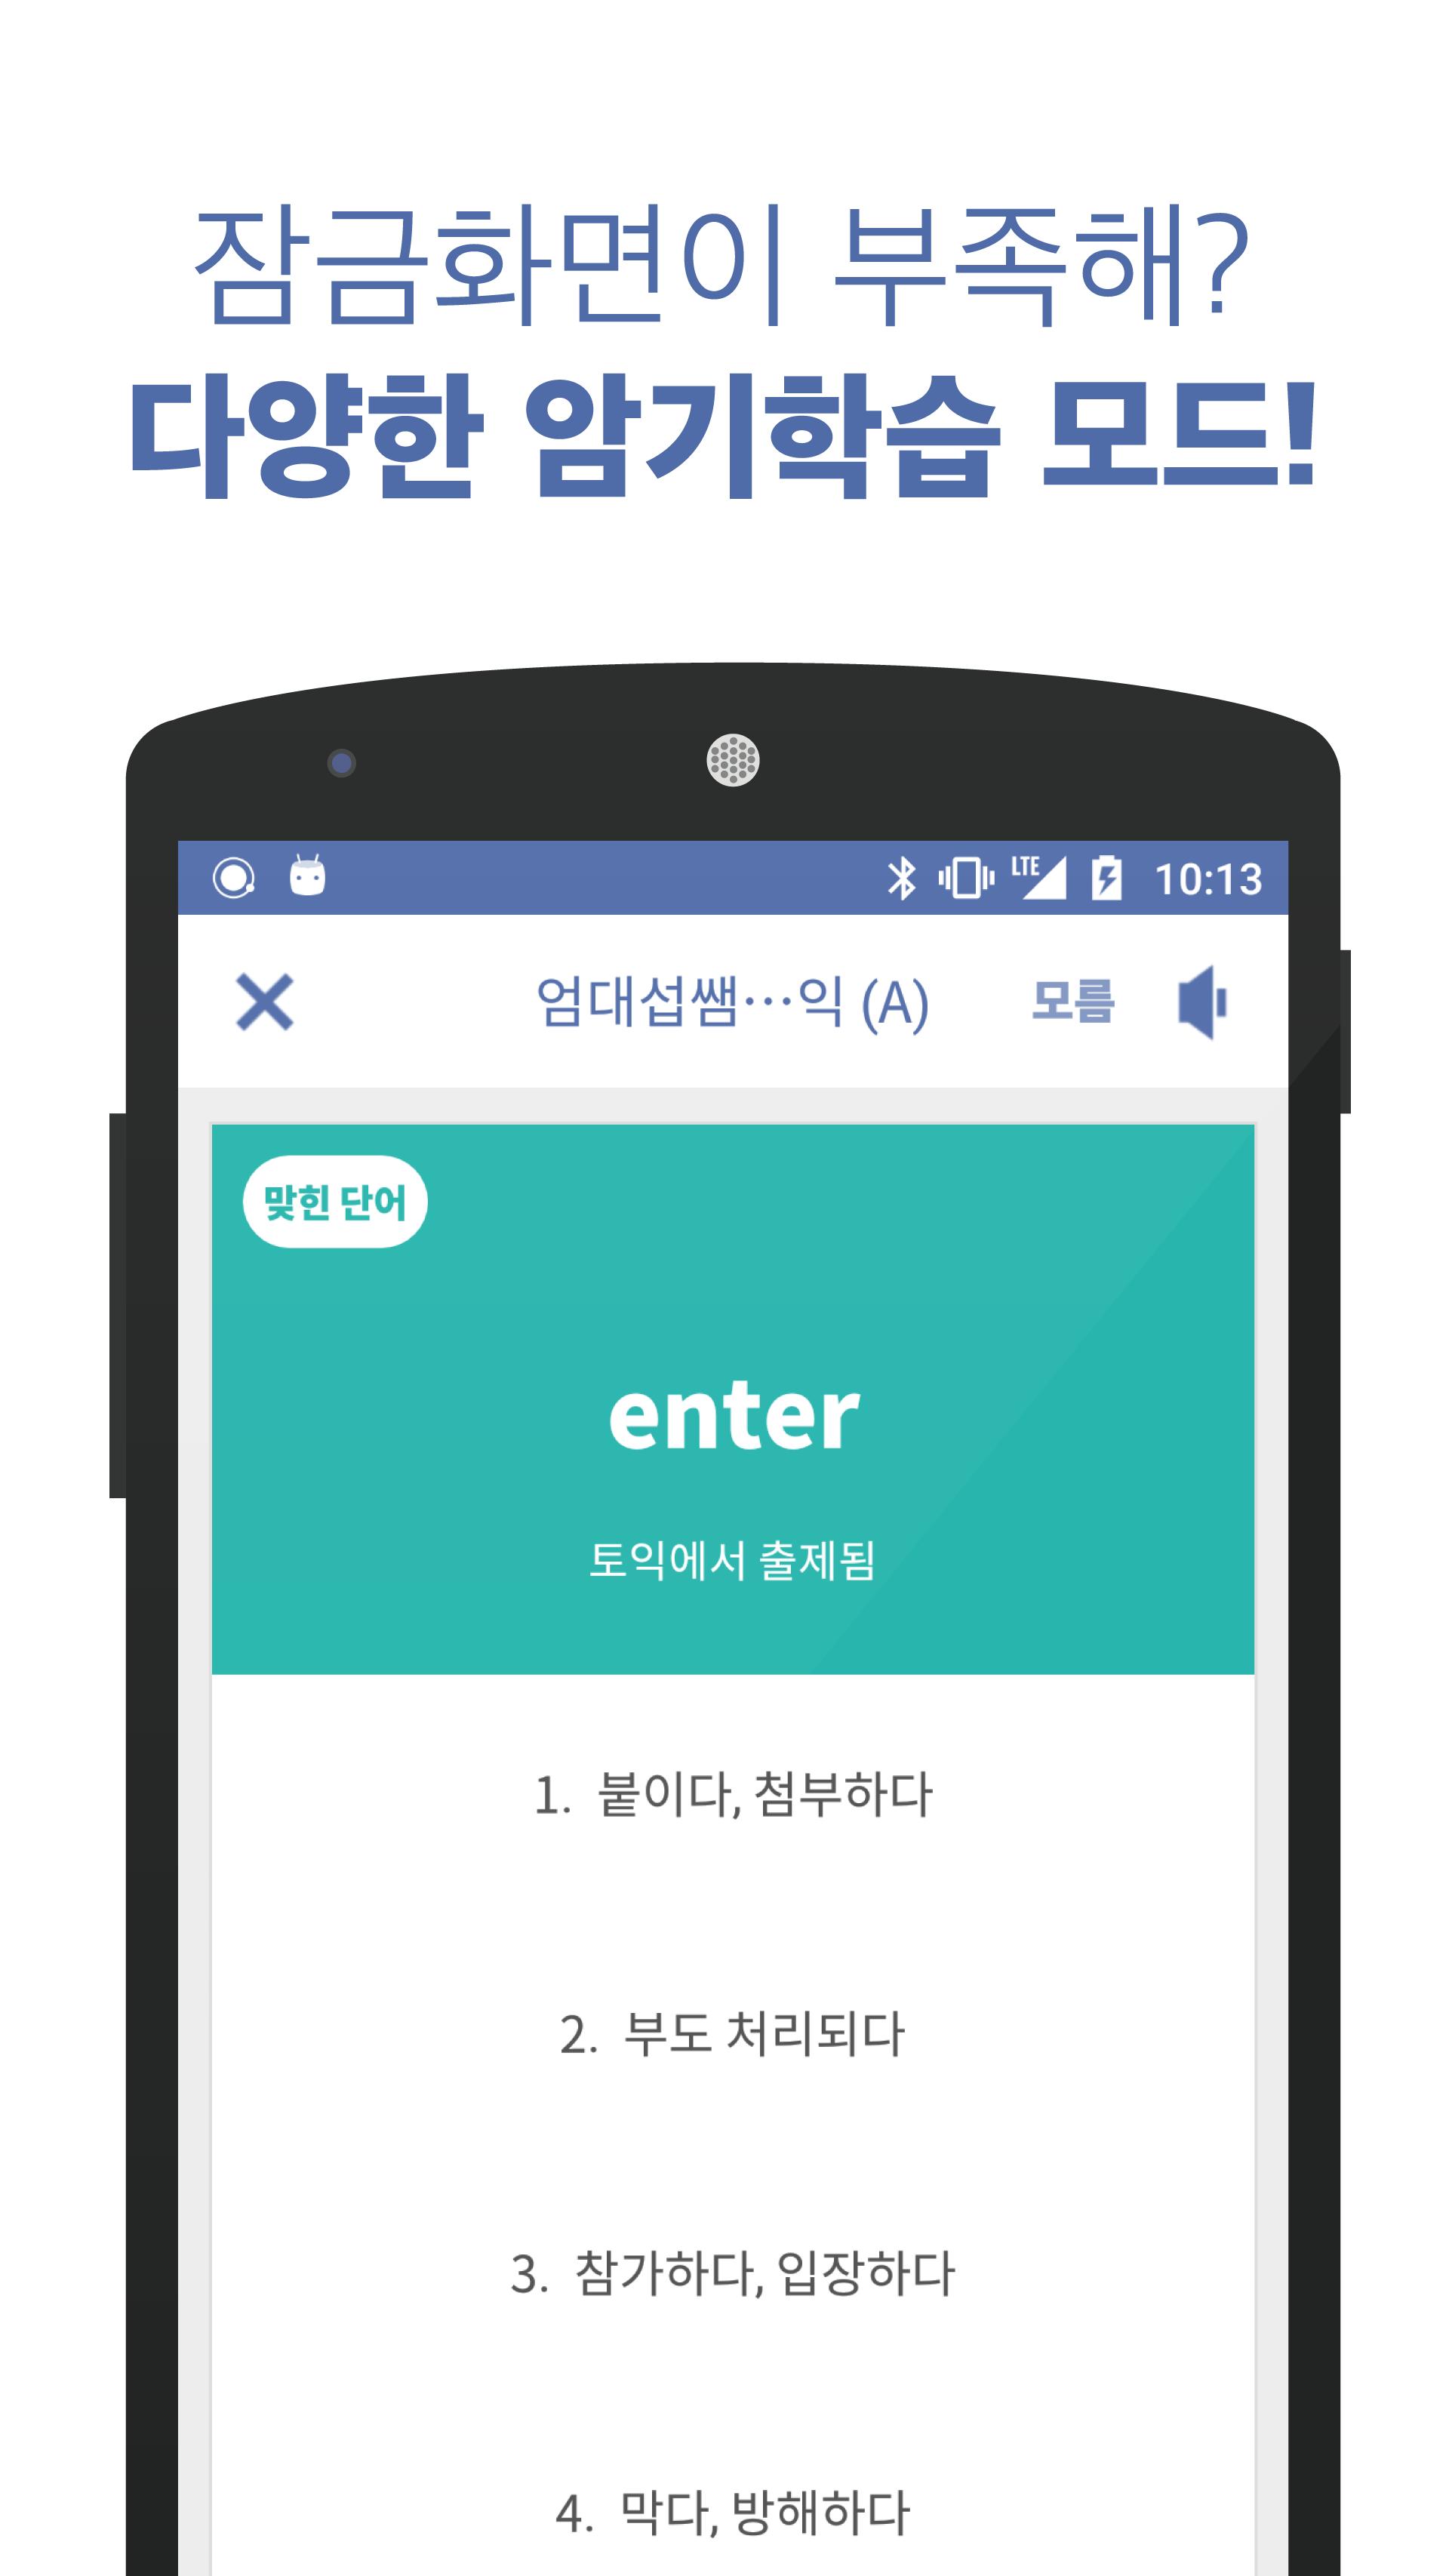 잠금화면이 부족해?
다양한 암기학습 모드!
LTE 10:13
엄대섭쌤···익 (A) 모름
맞힌 단어
enter
토익에서 출제됨
1. 붙이다, 첨부하다
2. 부도 처리되다
3. 참가하다, 입장하다
4. 막다, 방해하다